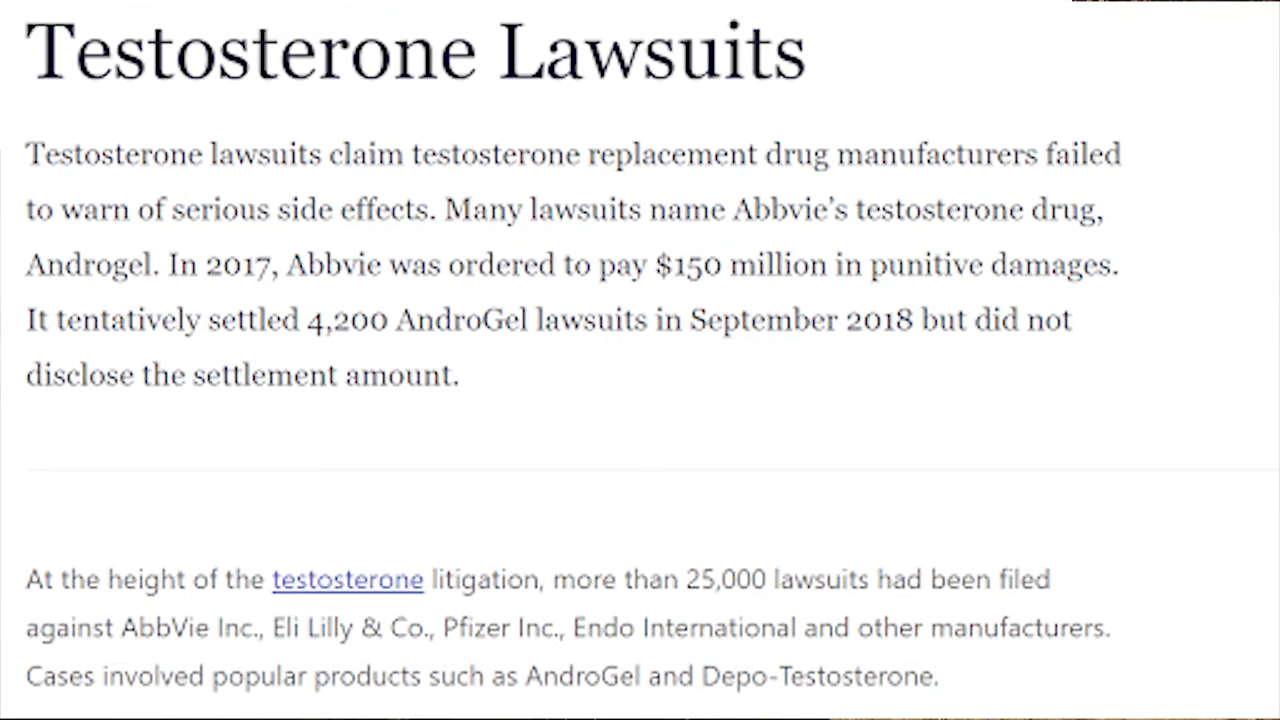 Testosterone Lawsuits
Testosterone lawsuits claim testosterone replacement drug manufacturers failed
to warn of serious side effects. Many lawsuits name Abbvie’s testosterone drug,
Androgel. In 2017, Abbvie was ordered to pay $150 million in punitive damages.
It tentatively settled 4,200 AndroGel lawsuits in September 2018 but did not
disclose the settlement amount.
At the height of the testosterone litigation, more than 25,000 lawsuits had been filed
against AbbVie Inc., Eli Lilly & Co., Pfizer Inc., Endo International and other manufacturers.
Cases involved popular products such as AndroGel and Depo-Testosterone.